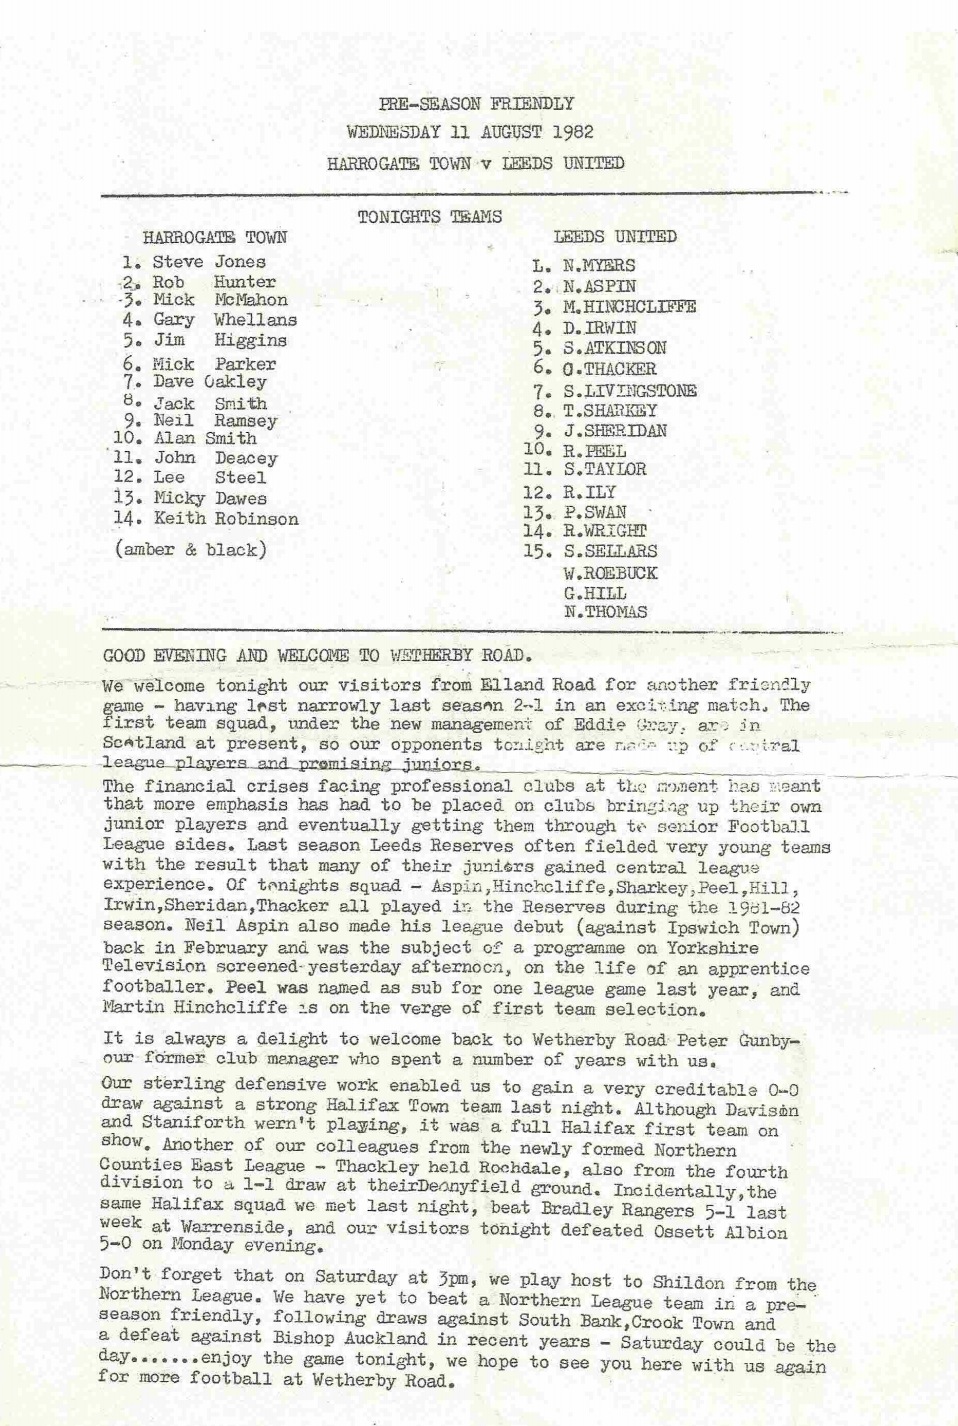 PRE-SEASON FRIENDLY
WEDNESDAY 11 AUGUST 1982
HARROGATE TOWN v LEEDS UNITED
TONIGHTS TEAMS
HARROGATE TOWN
1. Steve Jones
2. Rob Hunter
3. Mick McMahon
4. Gary Whellans
5. Jim Higgins
6. Mick Parker
7. Dave Oakley
8. Jack Smith
9. Neil Ramsey
10. Alan Smith
11. John Deacey
12. Lee Steel
13. Micky Dawes
14. Keith Robinson
(amber & black)
LEEDS UNITED
L. N.MYERS
2. N.ASPIN
3. M.HINCHCLIFFE
4. D.IRWIN
5. S.ATKINSON
6. O.THACKER
7. S.LIVINGSTONE
8. T.SHARKEY
9. J.SHERIDAN
10. R.PEEL
11. S.TAYLOR
12. R.ILY
13. P.SWAN
14. R.WRIGHT
15. S.SELLARS
W.ROEBUCK
G.HILL
N.THOMAS
GOOD EVENING AND WELCOME TO WETHERBY ROAD.
We welcome tonight our visitors from Elland Road for another friendly
game - having lost narrowly last season 2-1 in an exciting match. The
first team squad, under the new management of Eddie Gray, are in
Scotland at present, so our opponents tonight are made up of central
league players and promising juniors.
The financial crises facing professional clubs at the moment has meant
that more emphasis has had to be placed on clubs bringing up their own
junior players and eventually getting them through to senior Football
League sides. Last season Leeds Reserves often fielded very young teams
with the result that many of their juniors gained central league
experience. Of tonights squad - Aspin,Hinchcliffe,Sharkey,Peel,Hill,
Irwin,Sheridan,Thacker all played in the Reserves during the 1981-82
season. Neil Aspin also made his league debut (against Ipswich Town)
back in February and was the subject of a programme on Yorkshire
Television screened yesterday afternoon, on the life of an apprentice
footballer. Peel was named as sub for one league game last year, and
Martin Hinchcliffe is on the verge of first team selection.
It is always a delight to welcome back to Wetherby Road Peter Gunby-
our former club manager who spent a number of years with us.
Our sterling defensive work enabled us to gain a very creditable 0-0
draw against a strong Halifax Town team last night. Although Davison
and Staniforth wern't playing, it was a full Halifax first team on
show. Another of our colleagues from the newly formed Northern
Counties East League - Thackley held Rochdale, also from the fourth
division to a 1-1 draw at theirDeonyfield ground. Incidentally,the
same Halifax squad we met last night, beat Bradley Rangers 5-1 last
week at Warrenside, and our visitors tonight defeated Ossett Albion
5-0 on Monday evening.
Don't forget that on Saturday at 3pm, we play host to Shildon from the
Northern League. We have yet to beat a Northern League team in a pre-
season friendly, following draws against South Bank,Crook Town and
a defeat against Bishop Auckland in recent years - Saturday could be the
day.......enjoy the game tonight, we hope to see you here with us again
for more football at Wetherby Road.